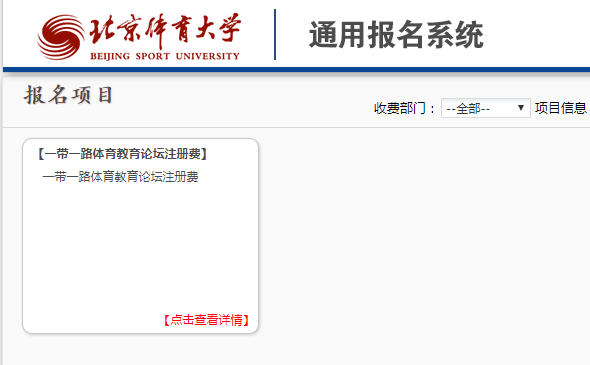 北京体育大学
BEIJING SPORT UNIVERSITY
通用报名系统
报名项目
收费部门： --全部-- 项目信息
【一带一路体育教育论坛注册费】
一带一路体育教育论坛注册费
【点击查看详情】